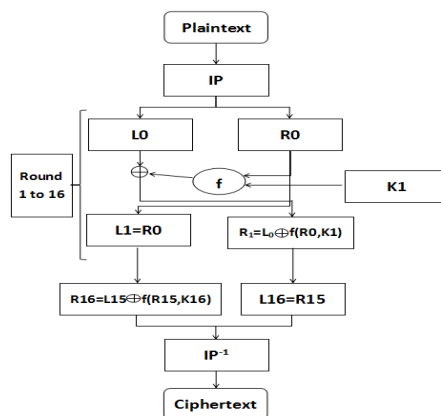 Plaintext
IP
L0
R0
Round
1 to 16
f
K1
L1=R0
R₁=L₀⊕f(R0,K1)
R16=L15⊕f(R15,K16)
L16=R15
IP⁻¹
Ciphertext